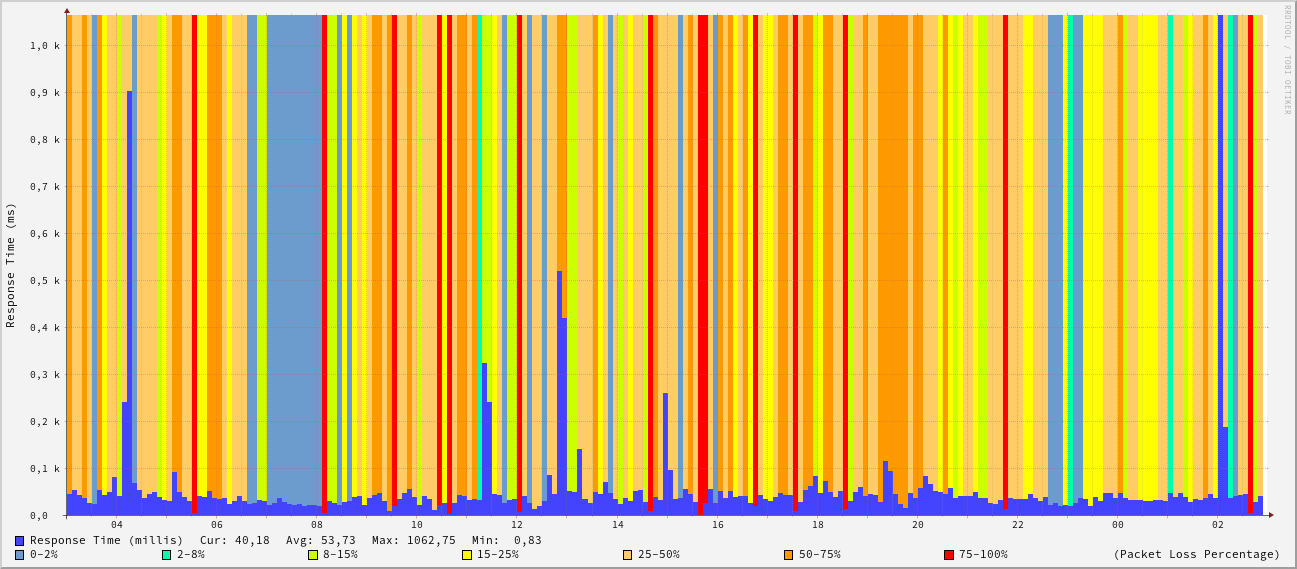 RRDTOOL / TOBI OETIKER
Response Time (ms)
1,0 k
0,9 k
0,8 k
0,7 k
0,6 k
0,5 k
0,4 k
0,3 k
0,2 k
0,1 k
0,0
04 06 08 10 12 14 16 18 20 22 00 02
Response Time (millis) Cur: 40,18 Avg: 53,73 Max: 1062,75 Min: 0,83
0-2% 2-8% 8-15% 15-25% 25-50% 50-75% 75-100% (Packet Loss Percentage)